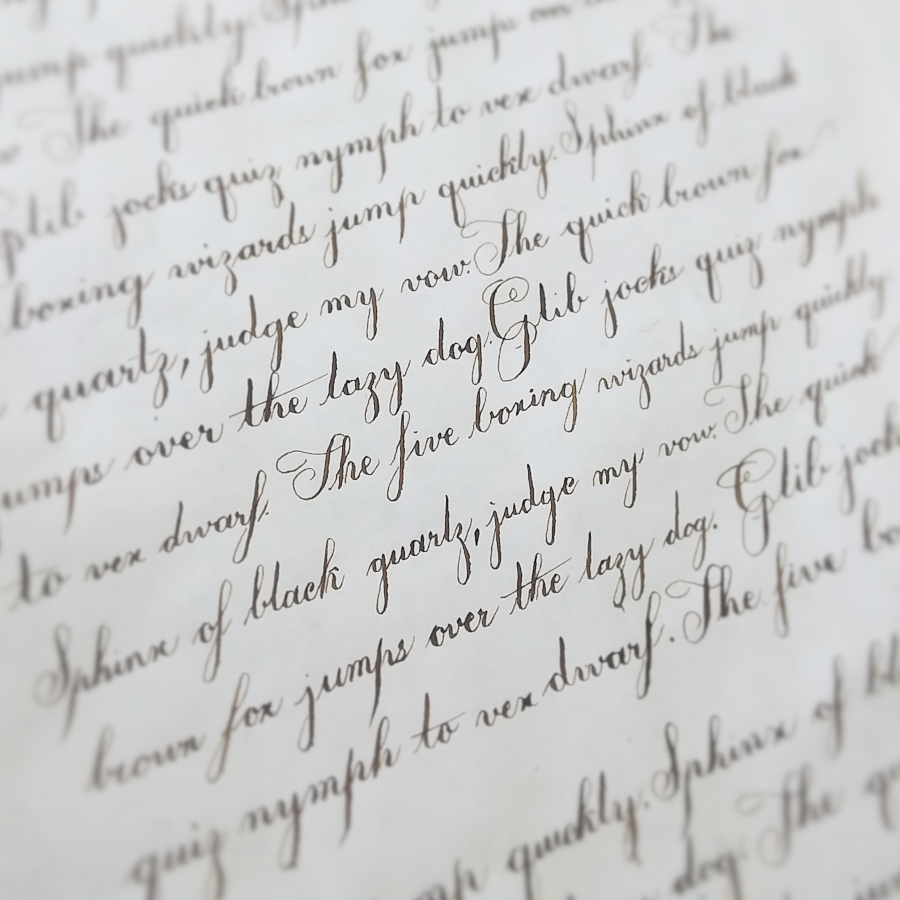 jump quickly. Sphinx
The quick brown fox jumps
Glib jocks quiz nymph to vex dwarf. The
boxing wizards jump quickly. Sphinx of black
quartz, judge my vow. The quick brown fox
jumps over the lazy dog. Glib jocks quiz nymph
to vex dwarf. The five boxing wizards jump quickly
Sphinx of black quartz, judge my vow. The quick
brown fox jumps over the lazy dog. Glib jock
quiz nymph to vex dwarf. The five bo
mp quickly. Sphinx of bl
dog. The qu